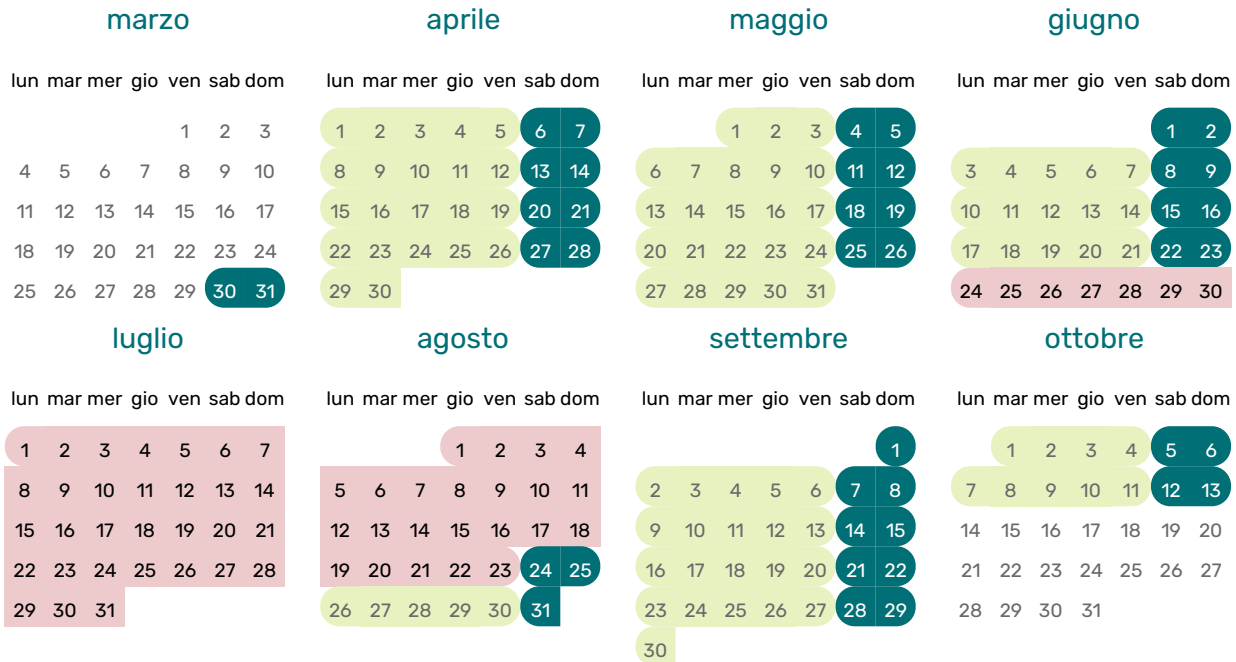 marzo
lun mar mer gio ven sab dom
1 2 3
4 5 6 7 8 9 10
11 12 13 14 15 16 17
18 19 20 21 22 23 24
25 26 27 28 29 30 31
aprile
lun mar mer gio ven sab dom
1 2 3 4 5 6 7
8 9 10 11 12 13 14
15 16 17 18 19 20 21
22 23 24 25 26 27 28
29 30
maggio
lun mar mer gio ven sab dom
1 2 3 4 5
6 7 8 9 10 11 12
13 14 15 16 17 18 19
20 21 22 23 24 25 26
27 28 29 30 31
giugno
lun mar mer gio ven sab dom
1 2
3 4 5 6 7 8 9
10 11 12 13 14 15 16
17 18 19 20 21 22 23
24 25 26 27 28 29 30
luglio
lun mar mer gio ven sab dom
1 2 3 4 5 6 7
8 9 10 11 12 13 14
15 16 17 18 19 20 21
22 23 24 25 26 27 28
29 30 31
agosto
lun mar mer gio ven sab dom
1 2 3 4
5 6 7 8 9 10 11
12 13 14 15 16 17 18
19 20 21 22 23 24 25
26 27 28 29 30 31
settembre
lun mar mer gio ven sab dom
1
2 3 4 5 6 7 8
9 10 11 12 13 14 15
16 17 18 19 20 21 22
23 24 25 26 27 28 29
30
ottobre
lun mar mer gio ven sab dom
1 2 3 4 5 6
7 8 9 10 11 12 13
14 15 16 17 18 19 20
21 22 23 24 25 26 27
28 29 30 31